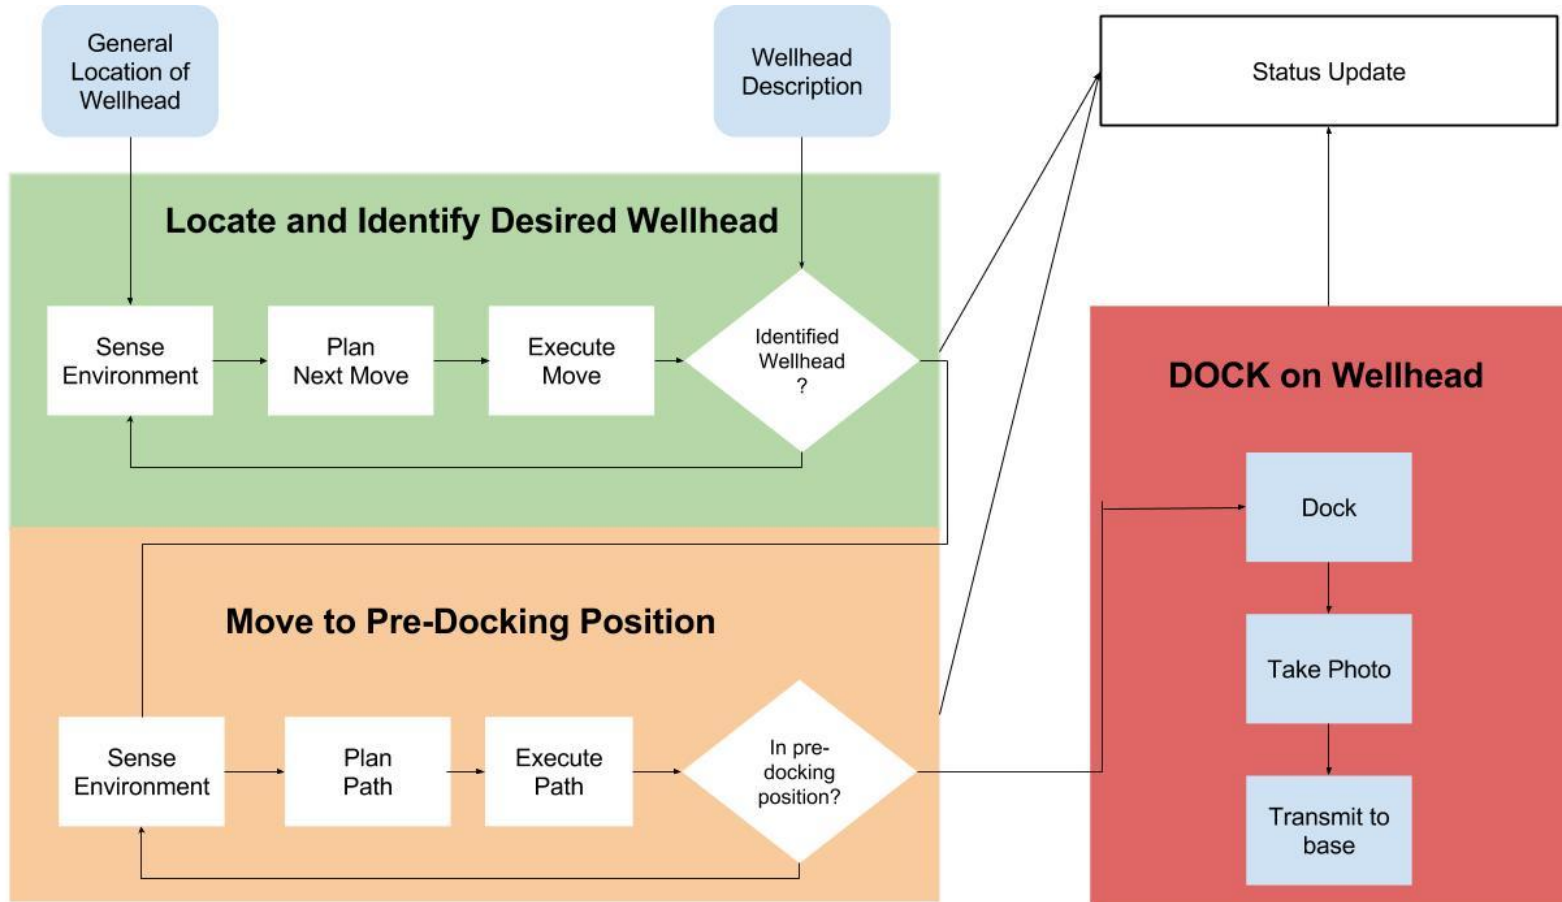 General
Location of
Wellhead
Wellhead
Description
Status Update
Locate and Identify Desired Wellhead
Sense
Environment
Plan
Next Move
Execute
Move
Identified
Wellhead
?
DOCK on Wellhead
Dock
Take Photo
Transmit to
base
Move to Pre-Docking Position
Sense
Environment
Plan
Path
Execute
Path
In pre-
docking
position?